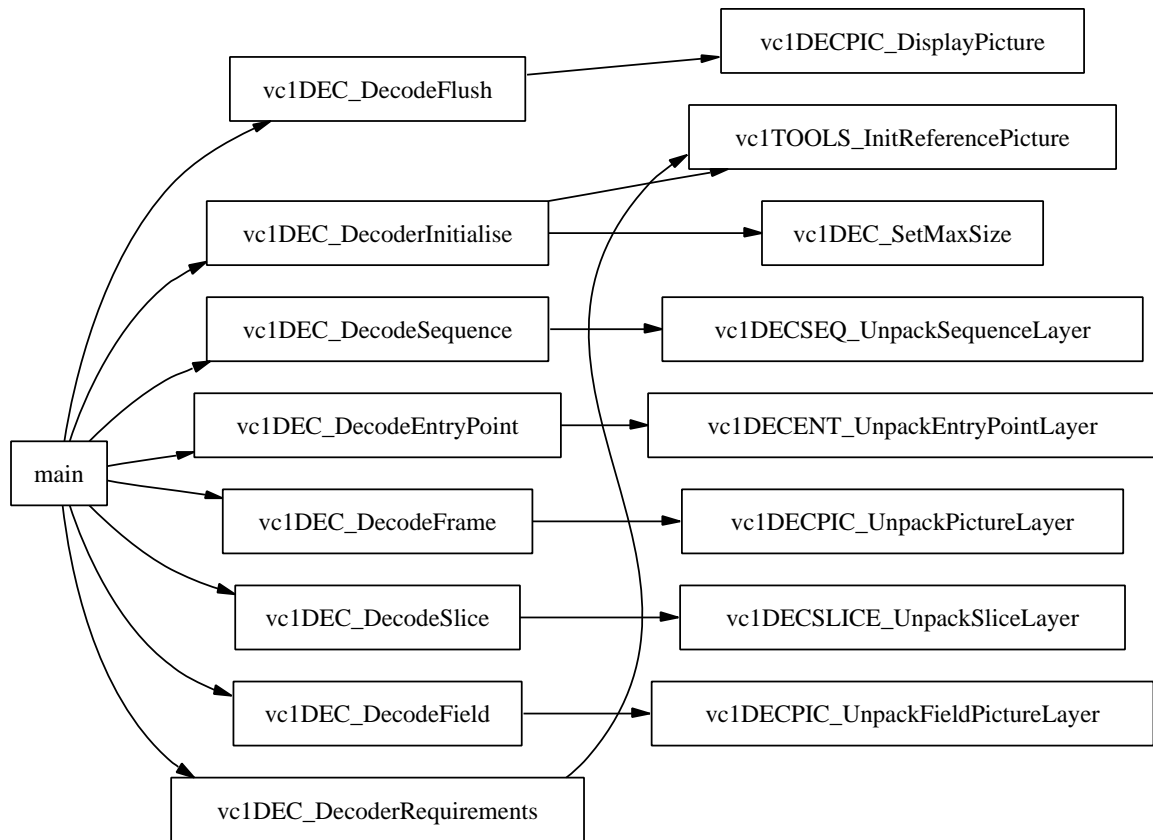 vc1DECPIC_DisplayPicture
vc1DEC_DecodeFlush
vc1TOOLS_InitReferencePicture
vc1DEC_DecoderInitialise
vc1DEC_SetMaxSize
vc1DEC_DecodeSequence
vc1DECSEQ_UnpackSequenceLayer
vc1DEC_DecodeEntryPoint
vc1DECENT_UnpackEntryPointLayer
main
vc1DEC_DecodeFrame
vc1DECPIC_UnpackPictureLayer
vc1DEC_DecodeSlice
vc1DECSLICE_UnpackSliceLayer
vc1DEC_DecodeField
vc1DECPIC_UnpackFieldPictureLayer
vc1DEC_DecoderRequirements